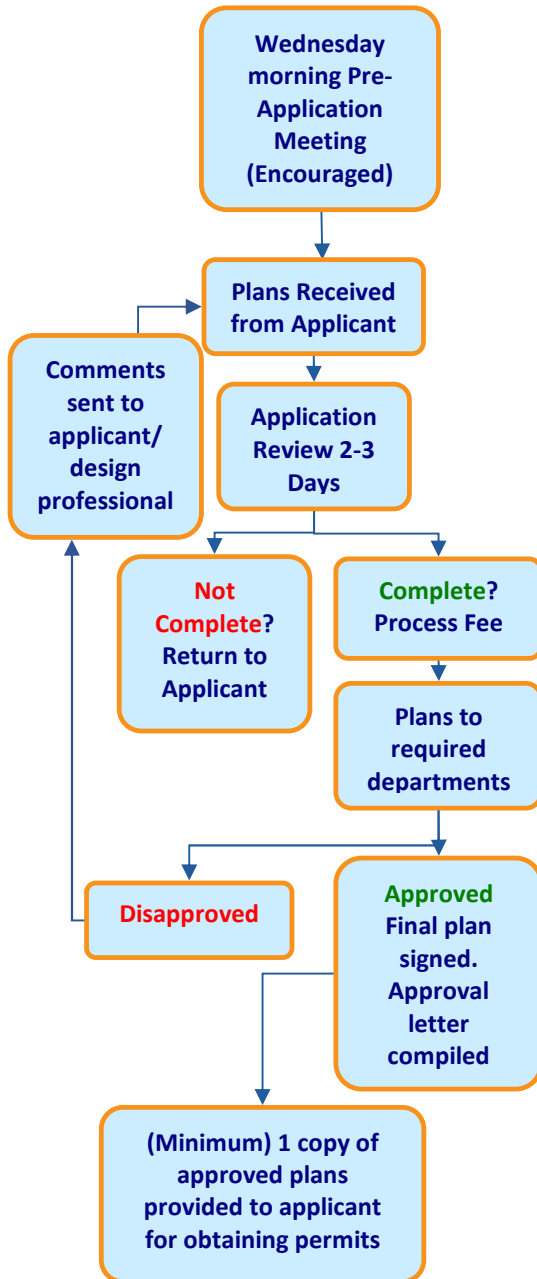 Wednesday
morning Pre-
Application
Meeting
(Encouraged)
Plans Received
from Applicant
Comments
sent to
applicant/
design
professional
Application
Review 2-3
Days
Not
Complete?
Return to
Applicant
Complete?
Process Fee
Plans to
required
departments
Disapproved
Approved
Final plan
signed.
Approval
letter
compiled
(Minimum) 1 copy of
approved plans
provided to applicant
for obtaining permits